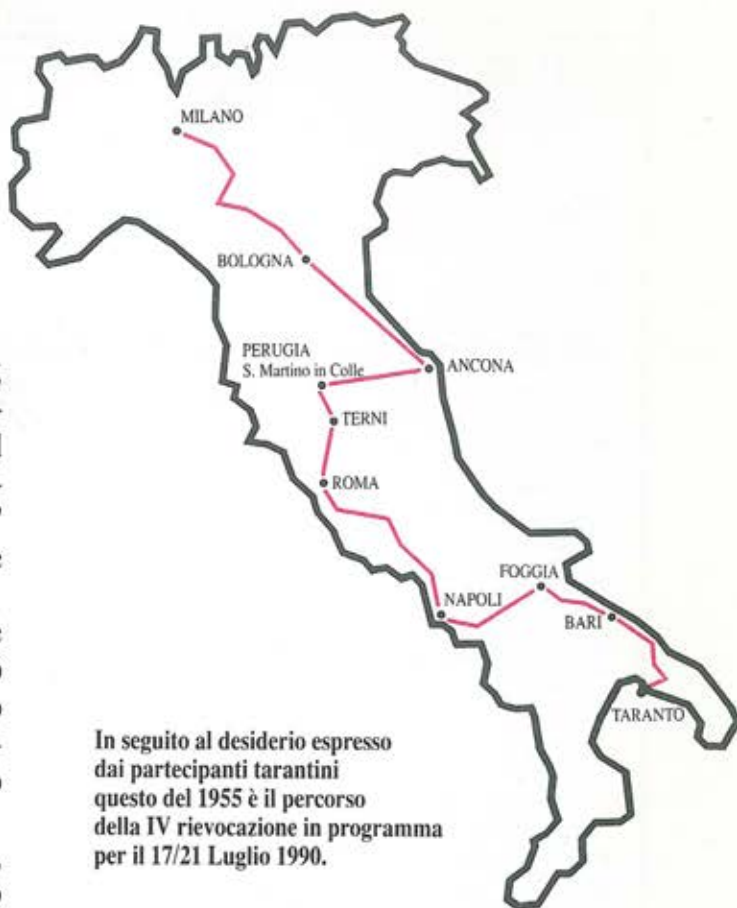 MILANO
BOLOGNA
PERUGIA
S. Martino in Colle
ANCONA
TERNI
ROMA
FOGGIA
NAPOLI
BARI
TARANTO
In seguito al desiderio espresso
dai partecipanti tarantini
questo del 1955 è il percorso
della IV rievocazione in programma
per il 17/21 Luglio 1990.